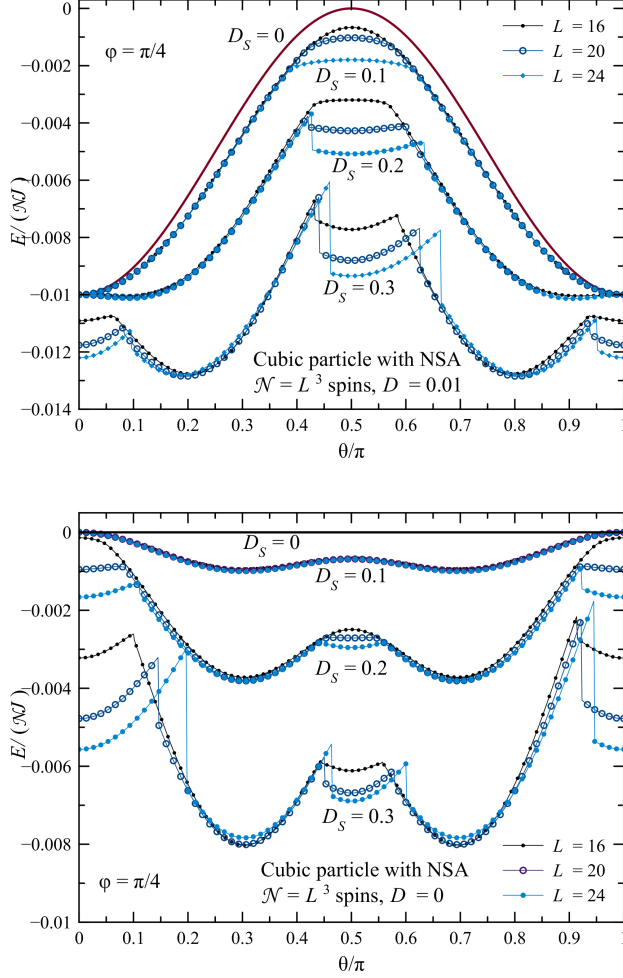 0
−0.002
−0.004
−0.006
−0.008
−0.01
−0.012
−0.014
E/(𝒩J)
φ = π/4
D_S = 0
D_S = 0.1
D_S = 0.2
D_S = 0.3
L = 16
L = 20
L = 24
Cubic particle with NSA
𝒩 = L³ spins, D = 0.01
0 0.1 0.2 0.3 0.4 0.5 0.6 0.7 0.8 0.9 1
θ/π
0
−0.002
−0.004
−0.006
−0.008
−0.01
E/(𝒩J)
D_S = 0
D_S = 0.1
D_S = 0.2
D_S = 0.3
φ = π/4
Cubic particle with NSA
𝒩 = L³ spins, D = 0
L = 16
L = 20
L = 24
0 0.1 0.2 0.3 0.4 0.5 0.6 0.7 0.8 0.9 1
θ/π